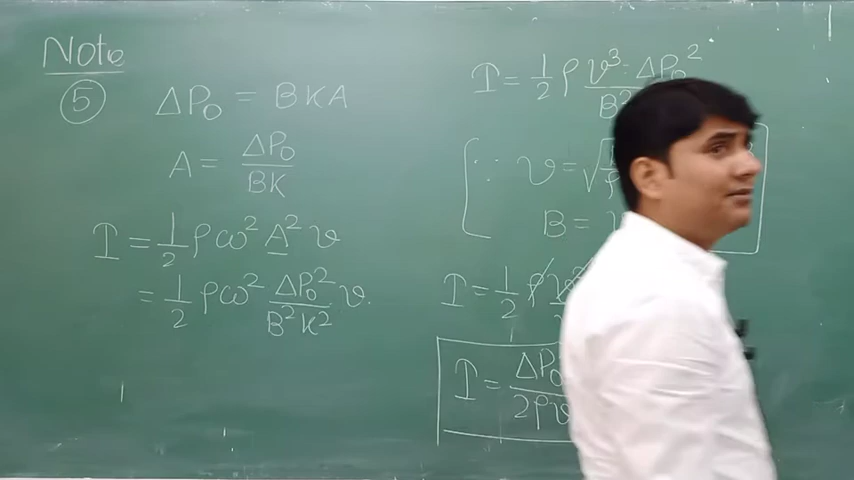 Note
⑤ ΔP₀ = BKA
A = ΔP₀/BK
I = 1/2 ρω²A²v
= 1/2 ρω² ΔP₀²/B²K² v.
I = 1/2 ρ v³ ΔP₀²/B²
∵ v = √
B =
I = 1/2 ρ
I = ΔP₀/2ρv